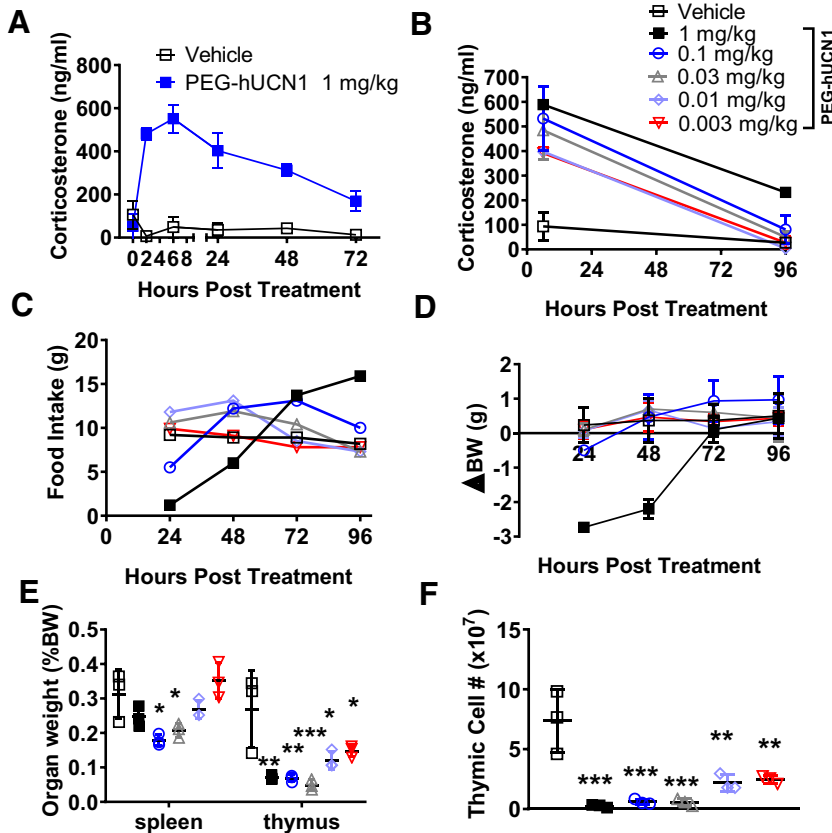 A
Vehicle
PEG-hUCN1 1 mg/kg
Corticosterone (ng/ml)
800
600
400
200
0
0 2 4 6 8 24 48 72
Hours Post Treatment
B
Vehicle
1 mg/kg
0.1 mg/kg
0.03 mg/kg
0.01 mg/kg
0.003 mg/kg
PEG-hUCN1
Corticosterone (ng/ml)
700
600
500
400
300
200
100
0
0 24 48 72 96
Hours Post Treatment
C
Food Intake (g)
20
15
10
5
0
0 24 48 72 96
Hours Post Treatment
D
▲BW (g)
2
1
0
-1
-2
-3
24 48 72 96
Hours Post Treatment
E
Organ weight (%BW)
0.5
0.4
0.3
0.2
0.1
0.0
* * ** ** *** * *
spleen thymus
F
Thymic Cell # (x10⁷)
15
10
5
0
*** *** *** ** **